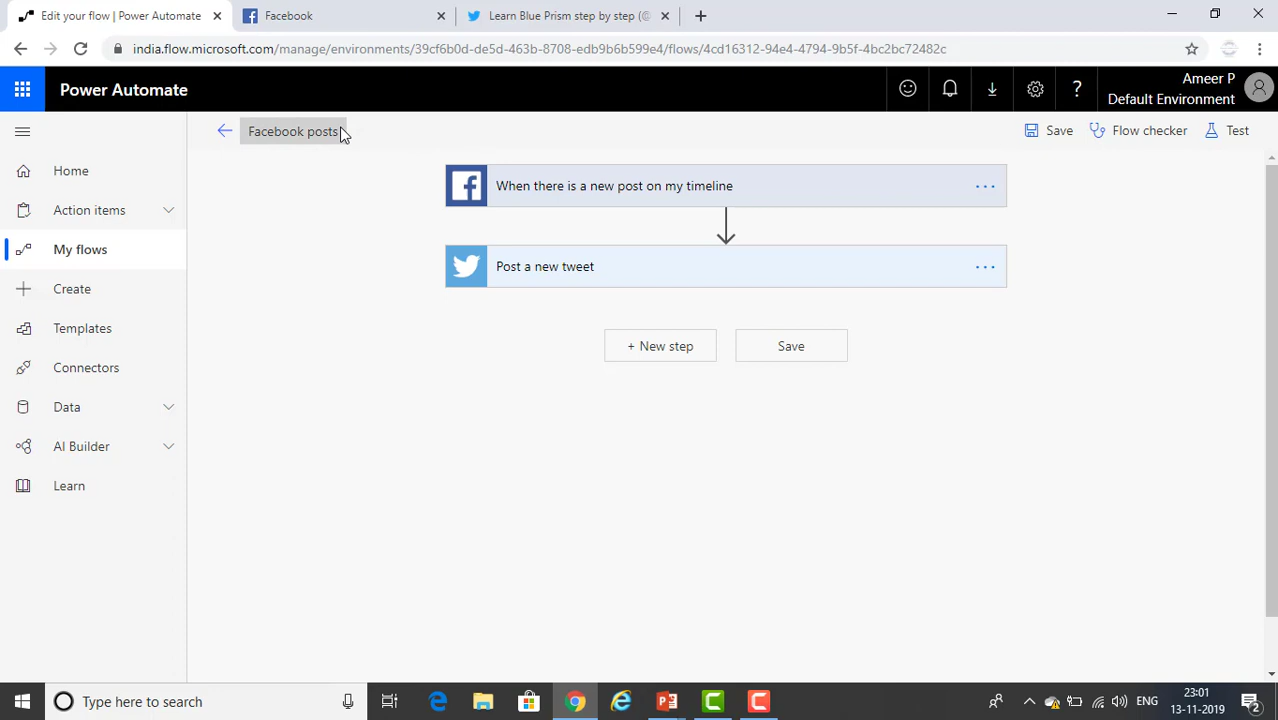 Edit your flow | Power Automate
Facebook
Learn Blue Prism step by step (@
india.flow.microsoft.com/manage/environments/39cf6b0d-de5d-463b-8708-edb9b6b599e4/flows/4cd16312-94e4-4794-9b5f-4bc2bc72482c
Power Automate
?
Ameer P
Default Environment
Facebook posts
Save
Flow checker
Test
Home
Action items
My flows
Create
Templates
Connectors
Data
AI Builder
Learn
When there is a new post on my timeline
Post a new tweet
+ New step
Save
Type here to search
ENG
23:01
13-11-2019
2